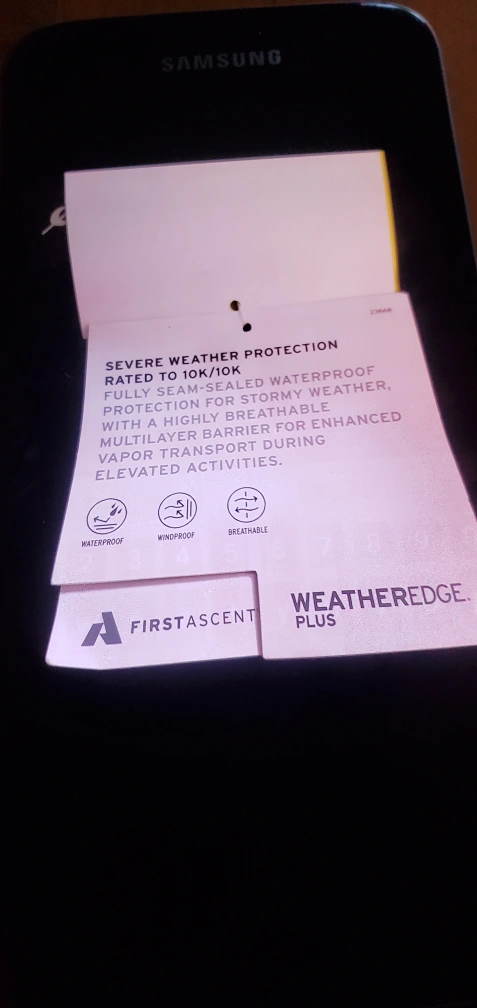 SAMSUNG
SEVERE WEATHER PROTECTION
RATED TO 10K/10K
FULLY SEAM-SEALED WATERPROOF
PROTECTION FOR STORMY WEATHER,
WITH A HIGHLY BREATHABLE
MULTILAYER BARRIER FOR ENHANCED
VAPOR TRANSPORT DURING
ELEVATED ACTIVITIES.
WATERPROOF
WINDPROOF
BREATHABLE
FIRSTASCENT
WEATHEREDGE.
PLUS